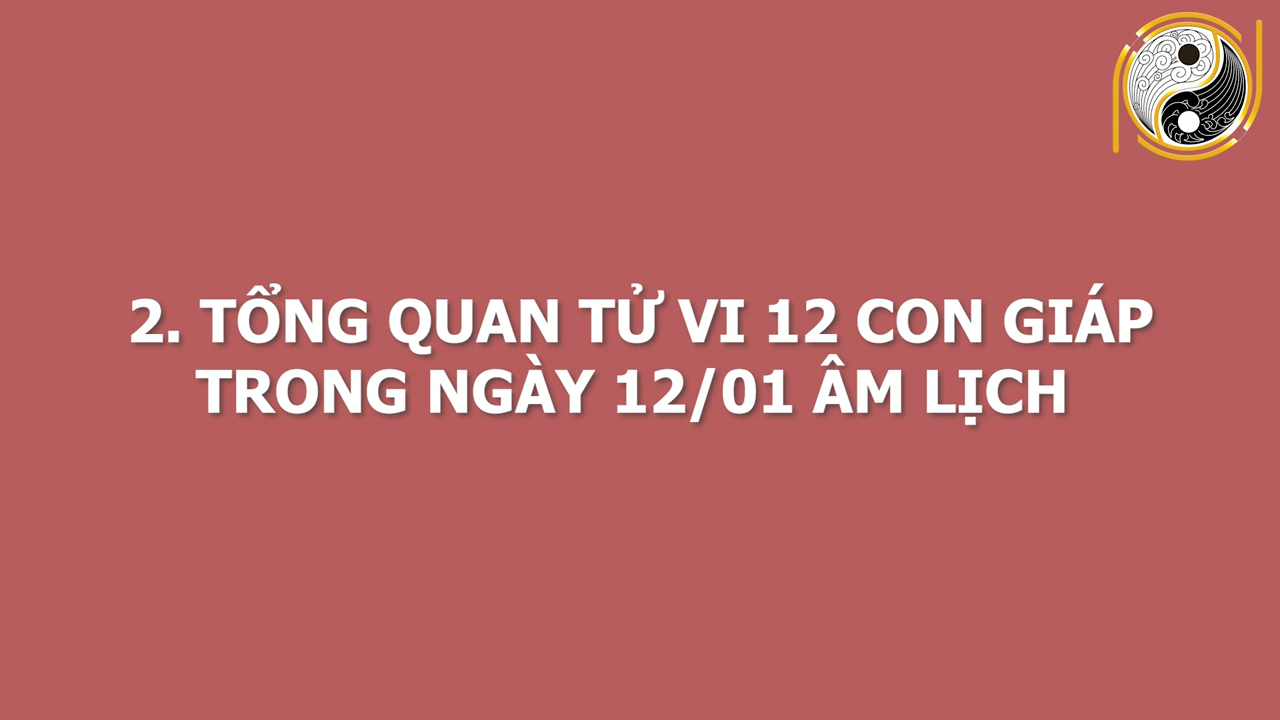 2. TỔNG QUAN TỬ VI 12 CON GIÁP
TRONG NGÀY 12/01 ÂM LỊCH